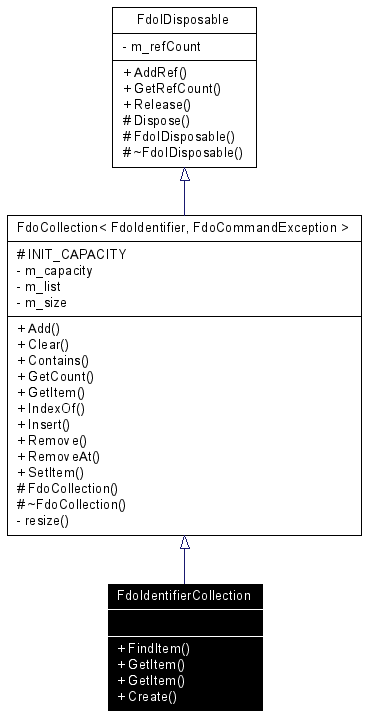 FdoIDisposable
- m_refCount
+ AddRef()
+ GetRefCount()
+ Release()
# Dispose()
# FdoIDisposable()
# ~FdoIDisposable()
FdoCollection< FdoIdentifier, FdoCommandException >
# INIT_CAPACITY
- m_capacity
- m_list
- m_size
+ Add()
+ Clear()
+ Contains()
+ GetCount()
+ GetItem()
+ IndexOf()
+ Insert()
+ Remove()
+ RemoveAt()
+ SetItem()
# FdoCollection()
# ~FdoCollection()
- resize()
FdoIdentifierCollection
+ FindItem()
+ GetItem()
+ GetItem()
+ Create()